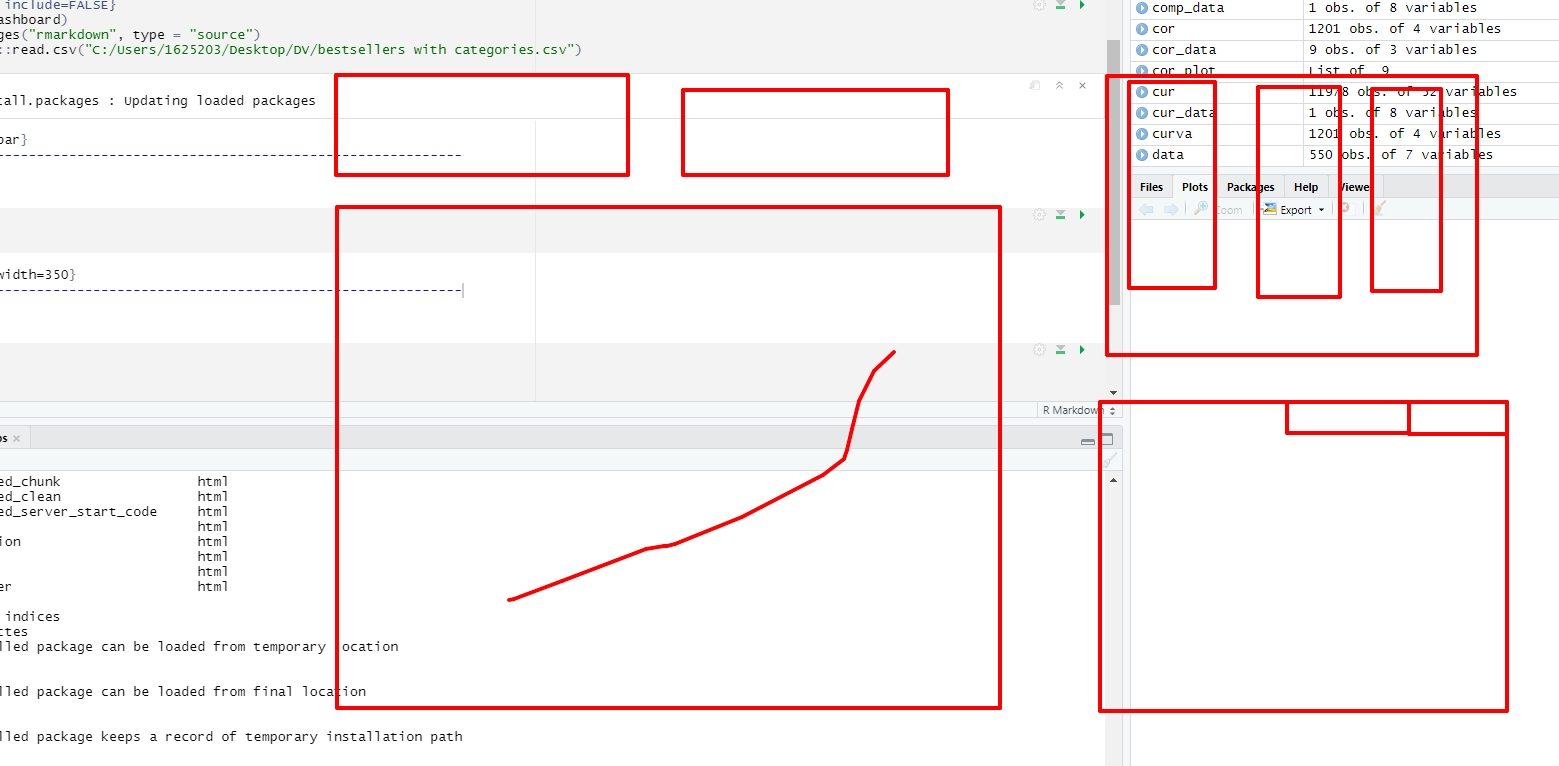 include=FALSE}
ashboard)
ges("rmarkdown", type = "source")
::read.csv("C:/Users/1625203/Desktop/DV/bestsellers with categories.csv")
tall.packages : Updating loaded packages
bar}
width=350}
R Markdown
os
ed_chunk html
ed_clean html
ed_server_start_code html
html
ion html
html
html
er html
indices
ttes
lled package can be loaded from temporary location
lled package can be loaded from final location
lled package keeps a record of temporary installation path
comp_data 1 obs. of 8 variables
cor 1201 obs. of 4 variables
cor_data 9 obs. of 3 variables
cor_plot List of 9
cur 11978 obs. of 52 variables
cur_data 1 obs. of 8 variables
curva 1201 obs. of 4 variables
data 550 obs. of 7 variables
Files Plots Packages Help Viewer
Zoom Export